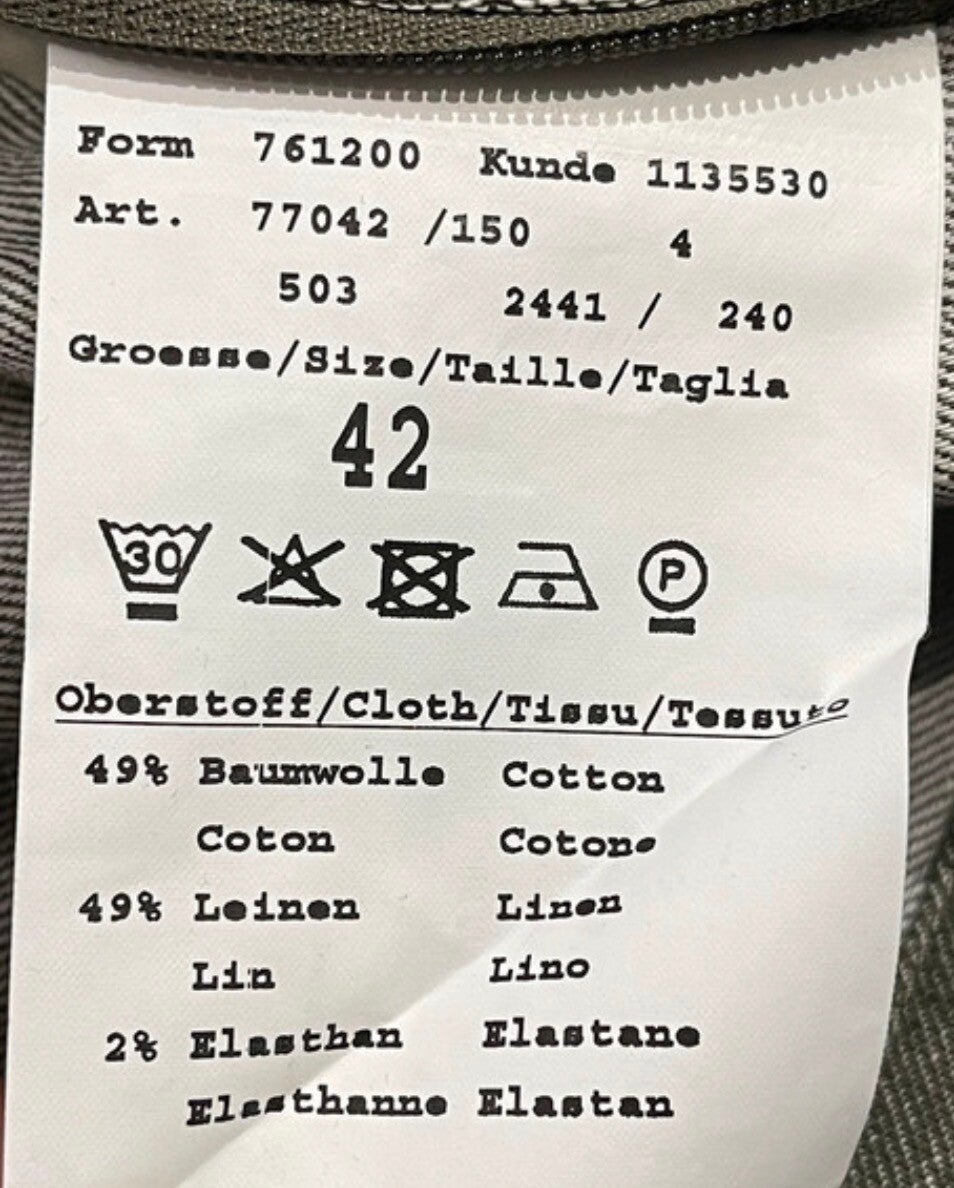 Form 761200 Kunde 1135530
Art. 77042 /150 4
503 2441 / 240
Groesse/Size/Taille/Taglia
42
30 P
Oberstoff/Cloth/Tissu/Tessuto
49% Baumwolle Cotton
Coton Cotone
49% Leinen Linen
Lin Lino
2% Elasthan Elastane
Elasthanne Elastan